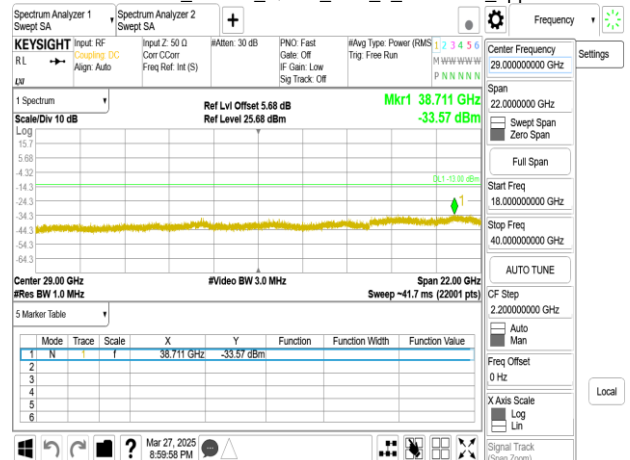 Spectrum Analyzer 1
Swept SA
Spectrum Analyzer 2
Swept SA
+
Frequency
KEYSIGHT
RL
Input: RF
Coupling: DC
Align: Auto
Input Z: 50 Ω
Corr CCorr
Freq Ref: Int (S)
#Atten: 30 dB
PNO: Fast
Gate: Off
IF Gain: Low
Sig Track: Off
#Avg Type: Power (RMS
Trig: Free Run
1 2 3 4 5 6
M W W W W W
P N N N N N
1 Spectrum
Scale/Div 10 dB
Ref Lvl Offset 5.68 dB
Ref Level 25.68 dBm
Mkr1 38.711 GHz
-33.57 dBm
Log
15.7
5.68
-4.32
-14.3
-24.3
-34.3
-44.3
-54.3
-64.3
DL1 -13.00 dBm
1
Center 29.00 GHz
#Res BW 1.0 MHz
#Video BW 3.0 MHz
Span 22.00 GHz
Sweep ~41.7 ms (22001 pts)
5 Marker Table
Mode Trace Scale X Y Function Function Width Function Value
1 N 1 f 38.711 GHz -33.57 dBm
2
3
4
5
6
Mar 27, 2025
8:59:58 PM
Center Frequency
29.000000000 GHz
Span
22.0000000 GHz
Swept Span
Zero Span
Full Span
Start Freq
18.000000000 GHz
Stop Freq
40.000000000 GHz
AUTO TUNE
CF Step
2.200000000 GHz
Auto
Man
Freq Offset
0 Hz
X Axis Scale
Log
Lin
Signal Track
(Span Zoom)
Settings
Local